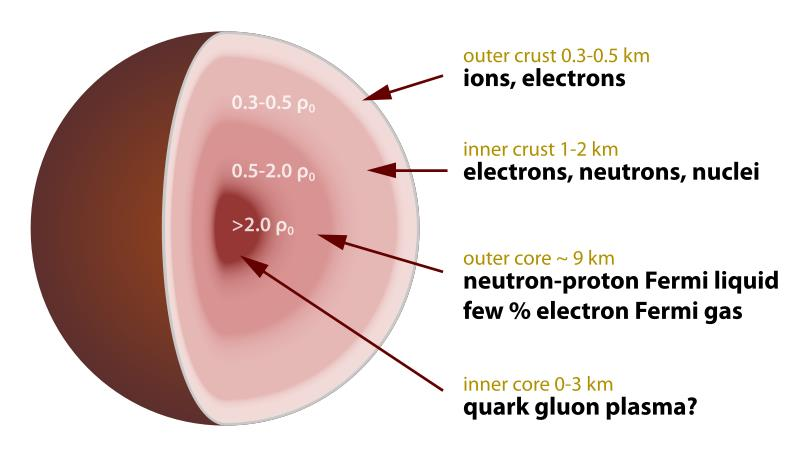 outer crust 0.3-0.5 km
ions, electrons
0.3-0.5 ρ₀
inner crust 1-2 km
electrons, neutrons, nuclei
0.5-2.0 ρ₀
>2.0 ρ₀
outer core ~ 9 km
neutron-proton Fermi liquid
few % electron Fermi gas
inner core 0-3 km
quark gluon plasma?